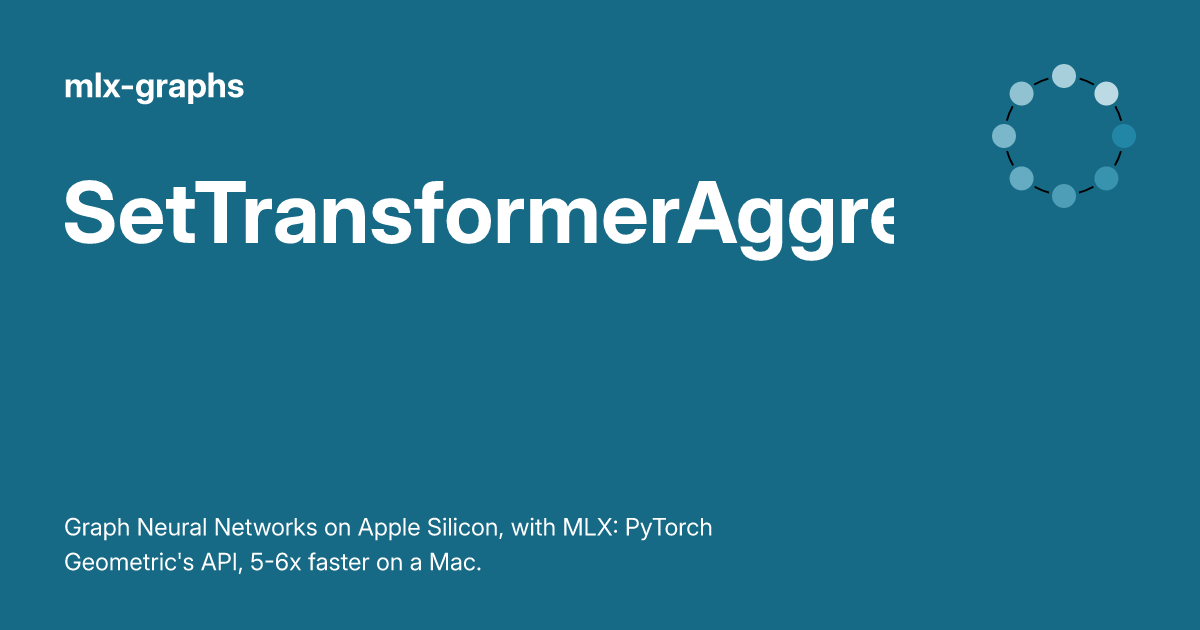 mlx-graphs
SetTransformerAggre
Graph Neural Networks on Apple Silicon, with MLX: PyTorch
Geometric's API, 5-6x faster on a Mac.